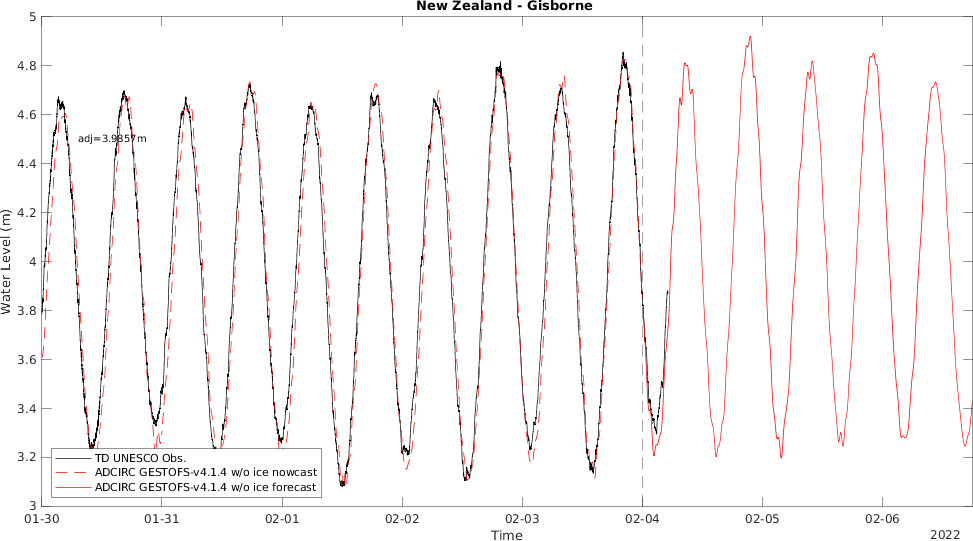 New Zealand - Gisborne
5
4.8
4.6
4.4
4.2
4
3.8
3.6
3.4
3.2
3
Water Level (m)
adj=3.9857m
TD UNESCO Obs.
ADCIRC GESTOFS-v4.1.4 w/o ice nowcast
ADCIRC GESTOFS-v4.1.4 w/o ice forecast
01-30 01-31 02-01 02-02 02-03 02-04 02-05 02-06
Time
2022